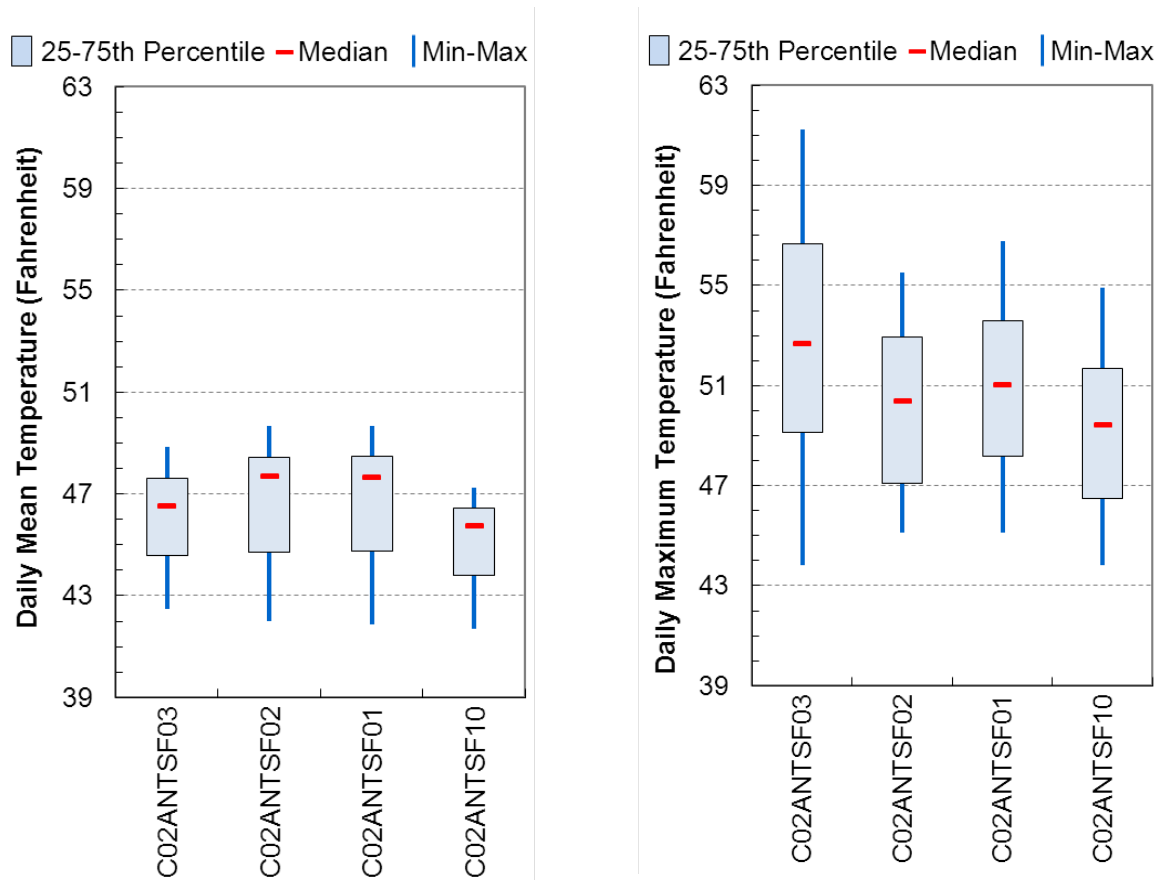 25-75th Percentile Median Min-Max
Daily Mean Temperature (Fahrenheit)
63
59
55
51
47
43
39
C02ANTSF03
C02ANTSF02
C02ANTSF01
C02ANTSF10
25-75th Percentile Median Min-Max
Daily Maximum Temperature (Fahrenheit)
63
59
55
51
47
43
39
C02ANTSF03
C02ANTSF02
C02ANTSF01
C02ANTSF10